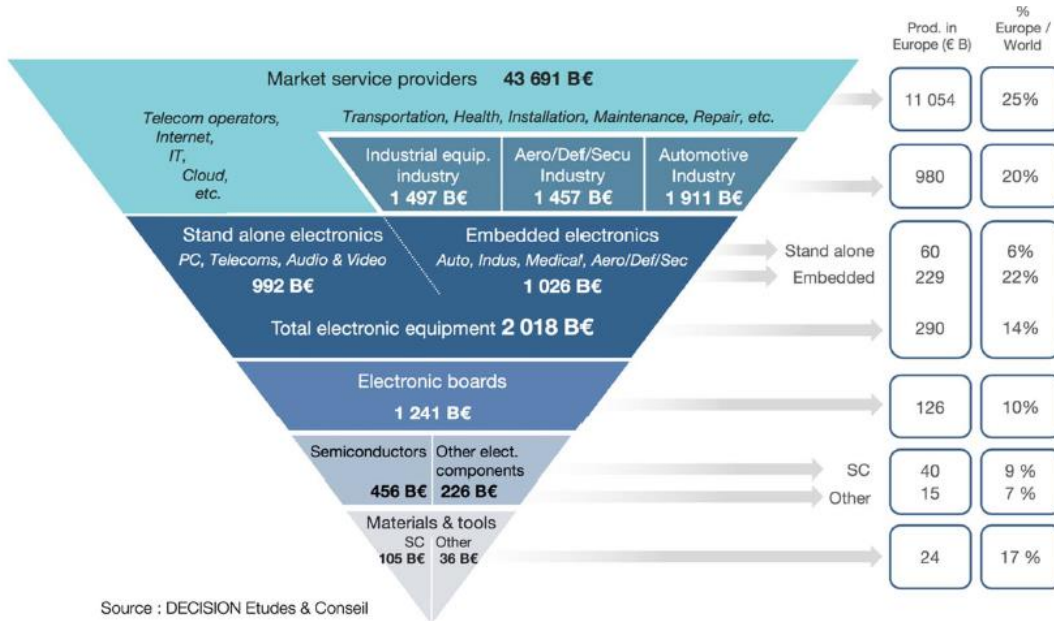 Prod. in
Europe (€ B)
%
Europe /
World
Market service providers 43 691 B€
11 054
25%
Telecom operators,
Internet,
IT,
Cloud,
etc.
Transportation, Health, Installation, Maintenance, Repair, etc.
Industrial equip.
industry
1 497 B€
Aero/Def/Secu
Industry
1 457 B€
Automotive
Industry
1 911 B€
980
20%
Stand alone electronics
PC, Telecoms, Audio & Video
992 B€
Embedded electronics
Auto, Indus, Medical, Aero/Def/Sec
1 026 B€
Stand alone
60
6%
Embedded
229
22%
Total electronic equipment 2 018 B€
290
14%
Electronic boards
1 241 B€
126
10%
Semiconductors
456 B€
Other elect.
components
226 B€
SC
40
9 %
Other
15
7 %
Materials & tools
SC
105 B€
Other
36 B€
24
17 %
Source : DECISION Etudes & Conseil